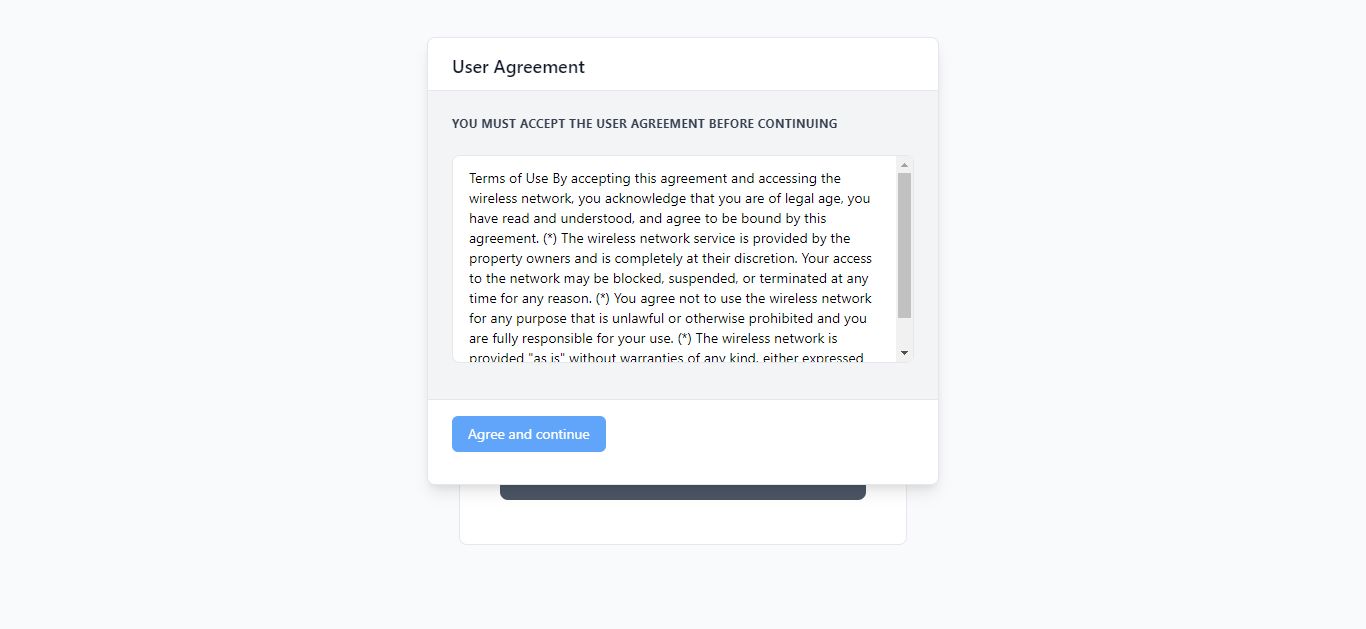 User Agreement
YOU MUST ACCEPT THE USER AGREEMENT BEFORE CONTINUING
Terms of Use By accepting this agreement and accessing the
wireless network, you acknowledge that you are of legal age, you
have read and understood, and agree to be bound by this
agreement. (*) The wireless network service is provided by the
property owners and is completely at their discretion. Your access
to the network may be blocked, suspended, or terminated at any
time for any reason. (*) You agree not to use the wireless network
for any purpose that is unlawful or otherwise prohibited and you
are fully responsible for your use. (*) The wireless network is
provided "as is" without warranties of any kind, either expressed
Agree and continue